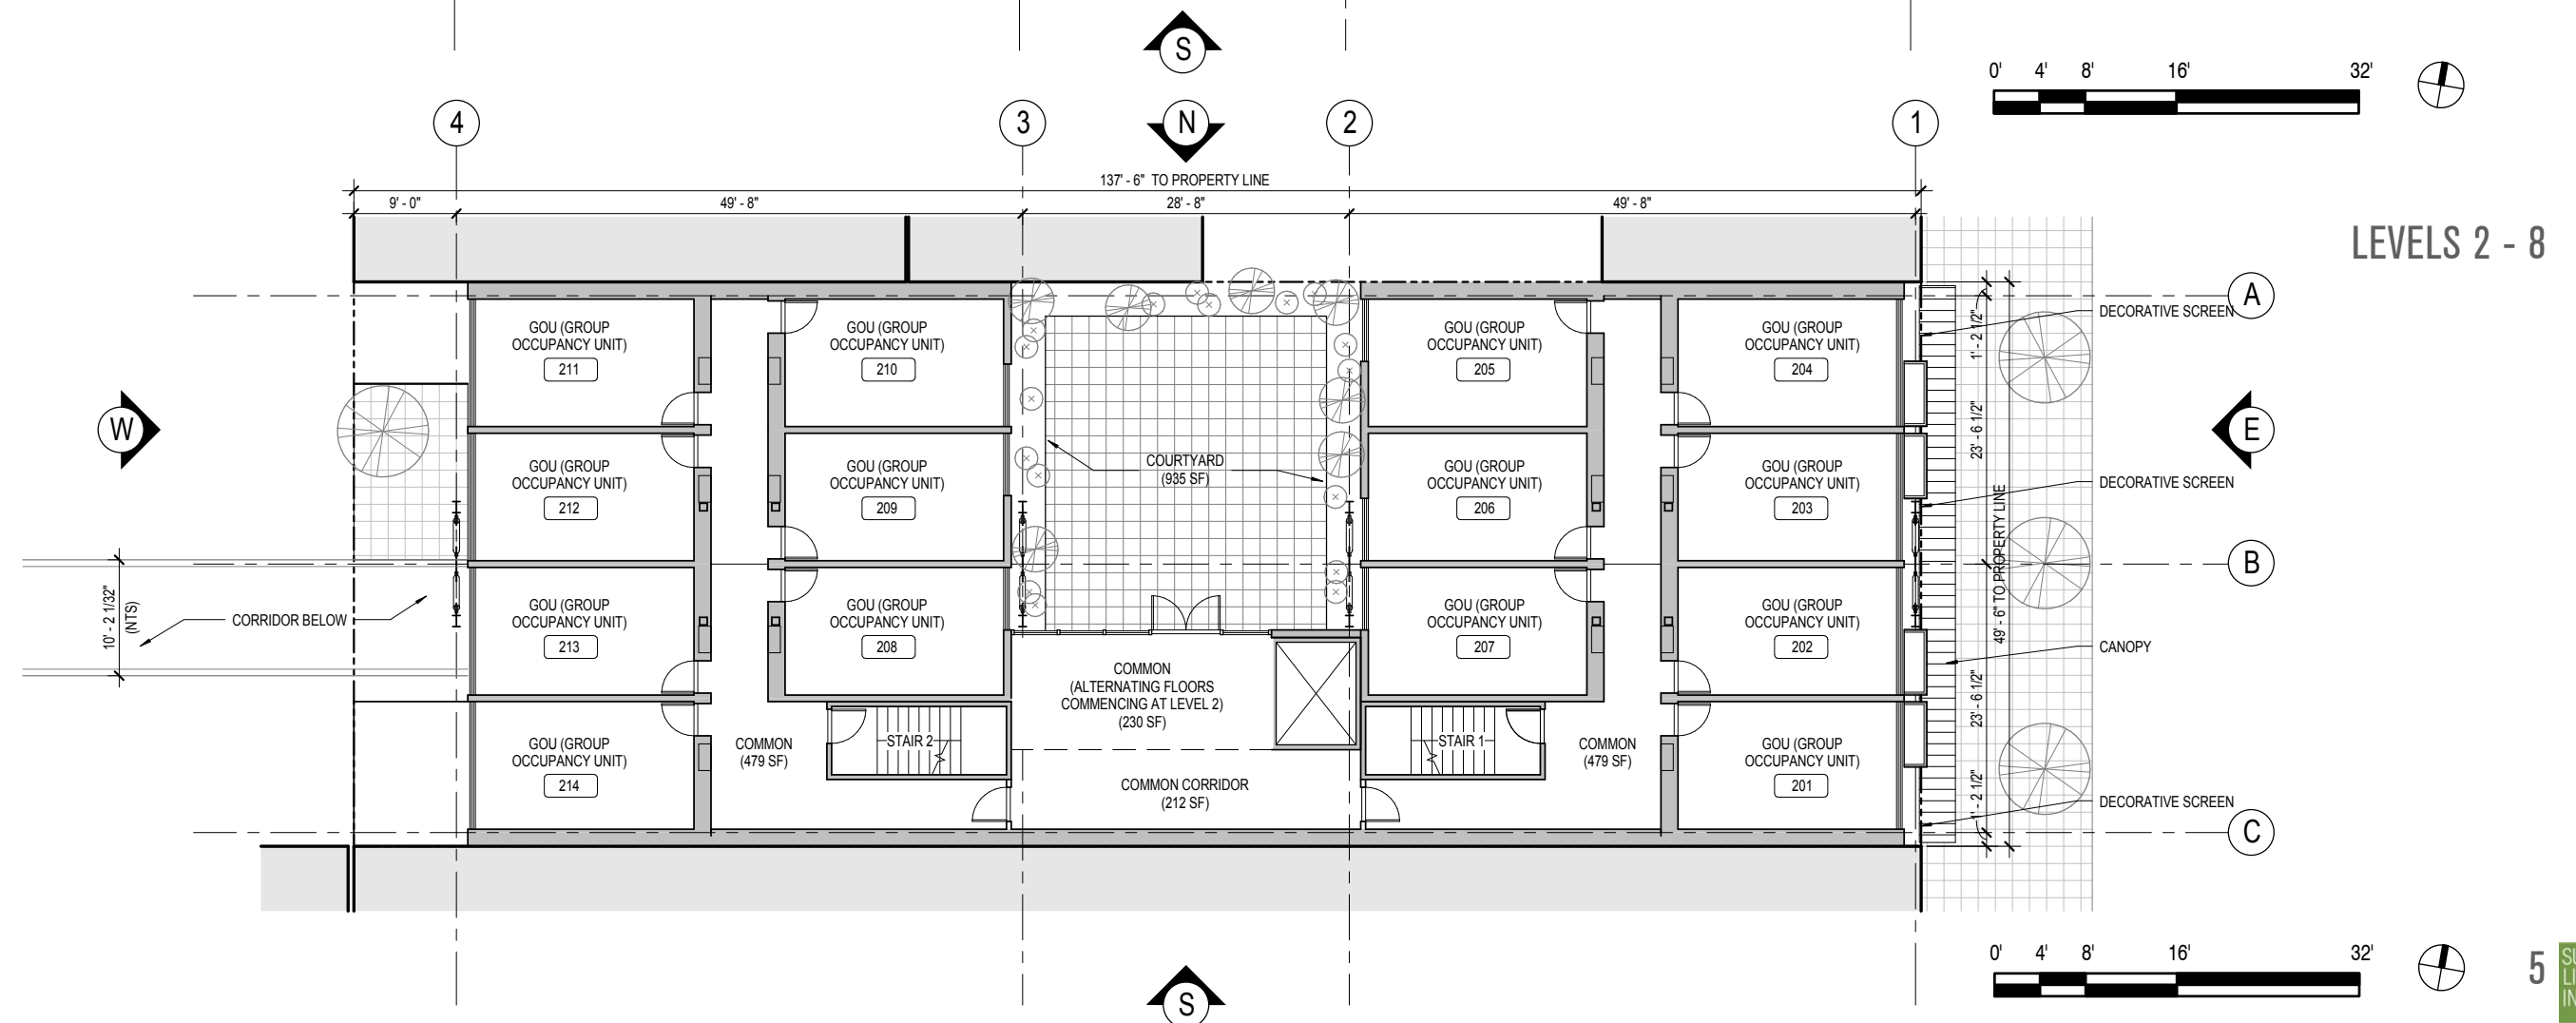 S
0' 4' 8' 16' 32'
4 3 N 2 1
137' - 6" TO PROPERTY LINE
9' - 0" 49' - 8" 28' - 8" 49' - 8"
LEVELS 2 - 8
A
DECORATIVE SCREEN
1' - 2 1/2"
GOU (GROUP
OCCUPANCY UNIT)
211
GOU (GROUP
OCCUPANCY UNIT)
210
GOU (GROUP
OCCUPANCY UNIT)
205
GOU (GROUP
OCCUPANCY UNIT)
204
W
E
23' - 6 1/2"
COURTYARD
(935 SF)
GOU (GROUP
OCCUPANCY UNIT)
212
GOU (GROUP
OCCUPANCY UNIT)
209
GOU (GROUP
OCCUPANCY UNIT)
206
GOU (GROUP
OCCUPANCY UNIT)
203
DECORATIVE SCREEN
49' - 6" TO PROPERTY LINE
B
10' - 2 1/32"
(NTS)
CORRIDOR BELOW
GOU (GROUP
OCCUPANCY UNIT)
213
GOU (GROUP
OCCUPANCY UNIT)
208
COMMON
(ALTERNATING FLOORS
COMMENCING AT LEVEL 2)
(230 SF)
GOU (GROUP
OCCUPANCY UNIT)
207
GOU (GROUP
OCCUPANCY UNIT)
202
CANOPY
23' - 6 1/2"
GOU (GROUP
OCCUPANCY UNIT)
214
COMMON
(479 SF)
STAIR 2
COMMON CORRIDOR
(212 SF)
STAIR 1
COMMON
(479 SF)
GOU (GROUP
OCCUPANCY UNIT)
201
1' - 2 1/2"
DECORATIVE SCREEN
C
S
0' 4' 8' 16' 32'
5